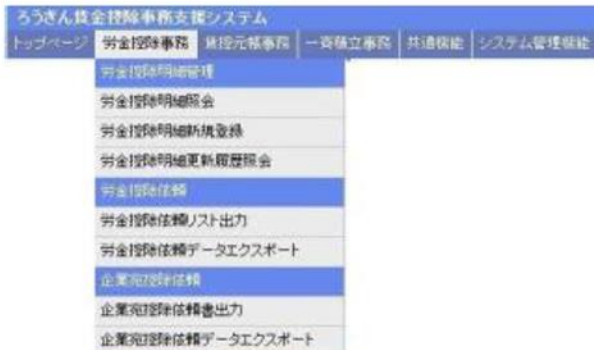 ろうきん賃金控除事務支援システム
トップページ 労金控除事務 賃控元帳事務 一斉積立事務 共通機能 システム管理機能
労金控除明細管理
労金控除明細照会
労金控除明細新規登録
労金控除明細更新履歴照会
労金控除依頼
労金控除依頼リスト出力
労金控除依頼データエクスポート
企業宛控除依頼
企業宛控除依頼書出力
企業宛控除依頼データエクスポート